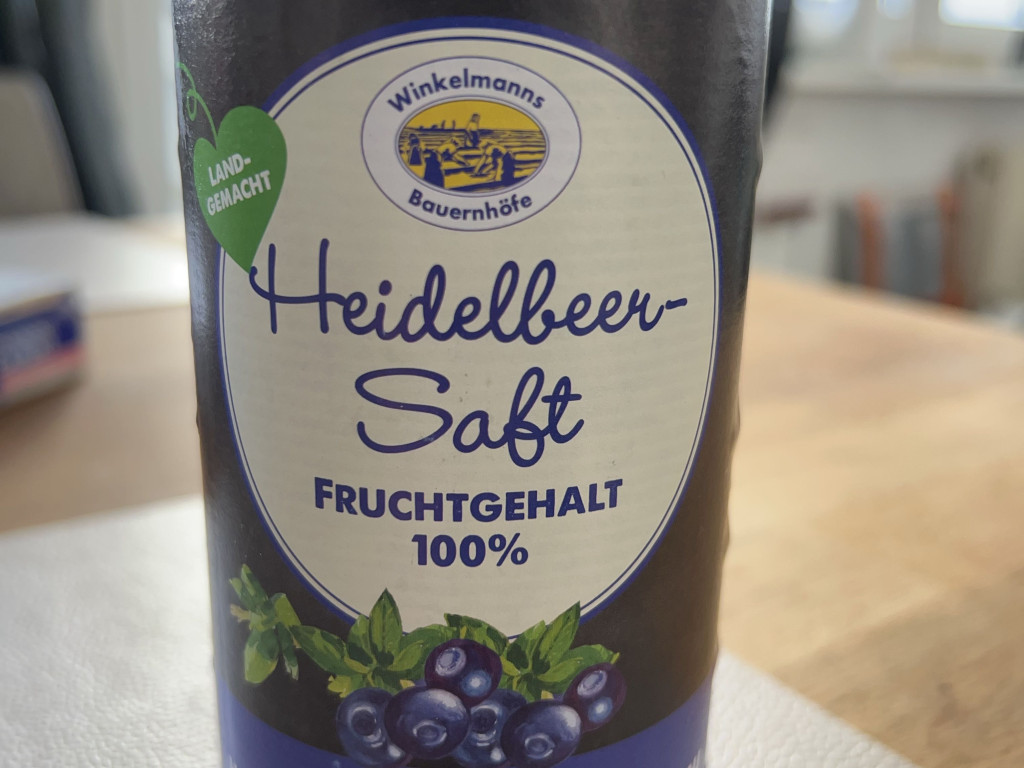 Winkelmanns
Bauernhöfe
LAND-
GEMACHT
Heidelbeer-
Saft
FRUCHTGEHALT
100%